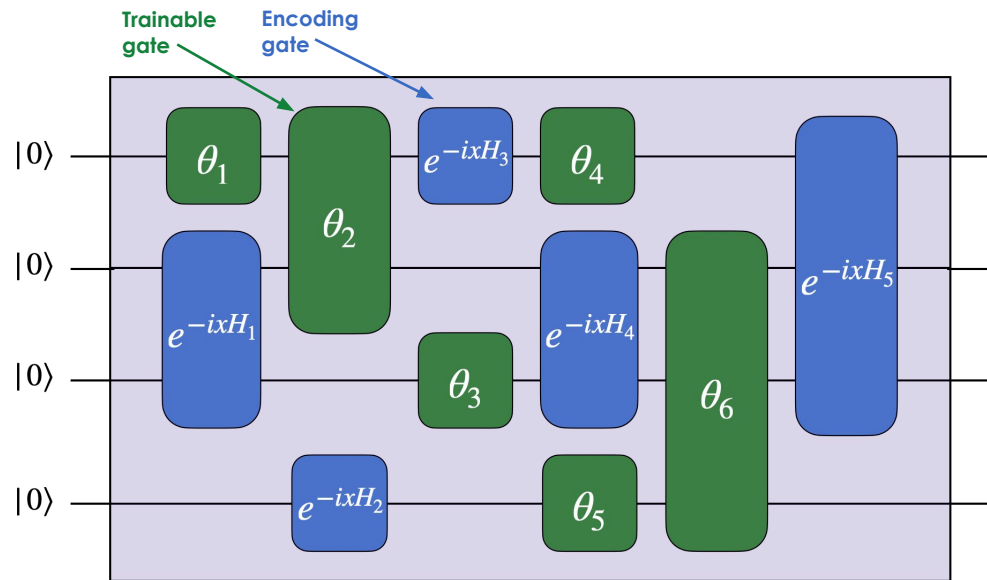 Trainable
gate
Encoding
gate
|0⟩
θ₁
θ₂
e^{-ixH₃}
θ₄
|0⟩
e^{-ixH₁}
e^{-ixH₄}
e^{-ixH₅}
|0⟩
θ₃
θ₆
|0⟩
e^{-ixH₂}
θ₅